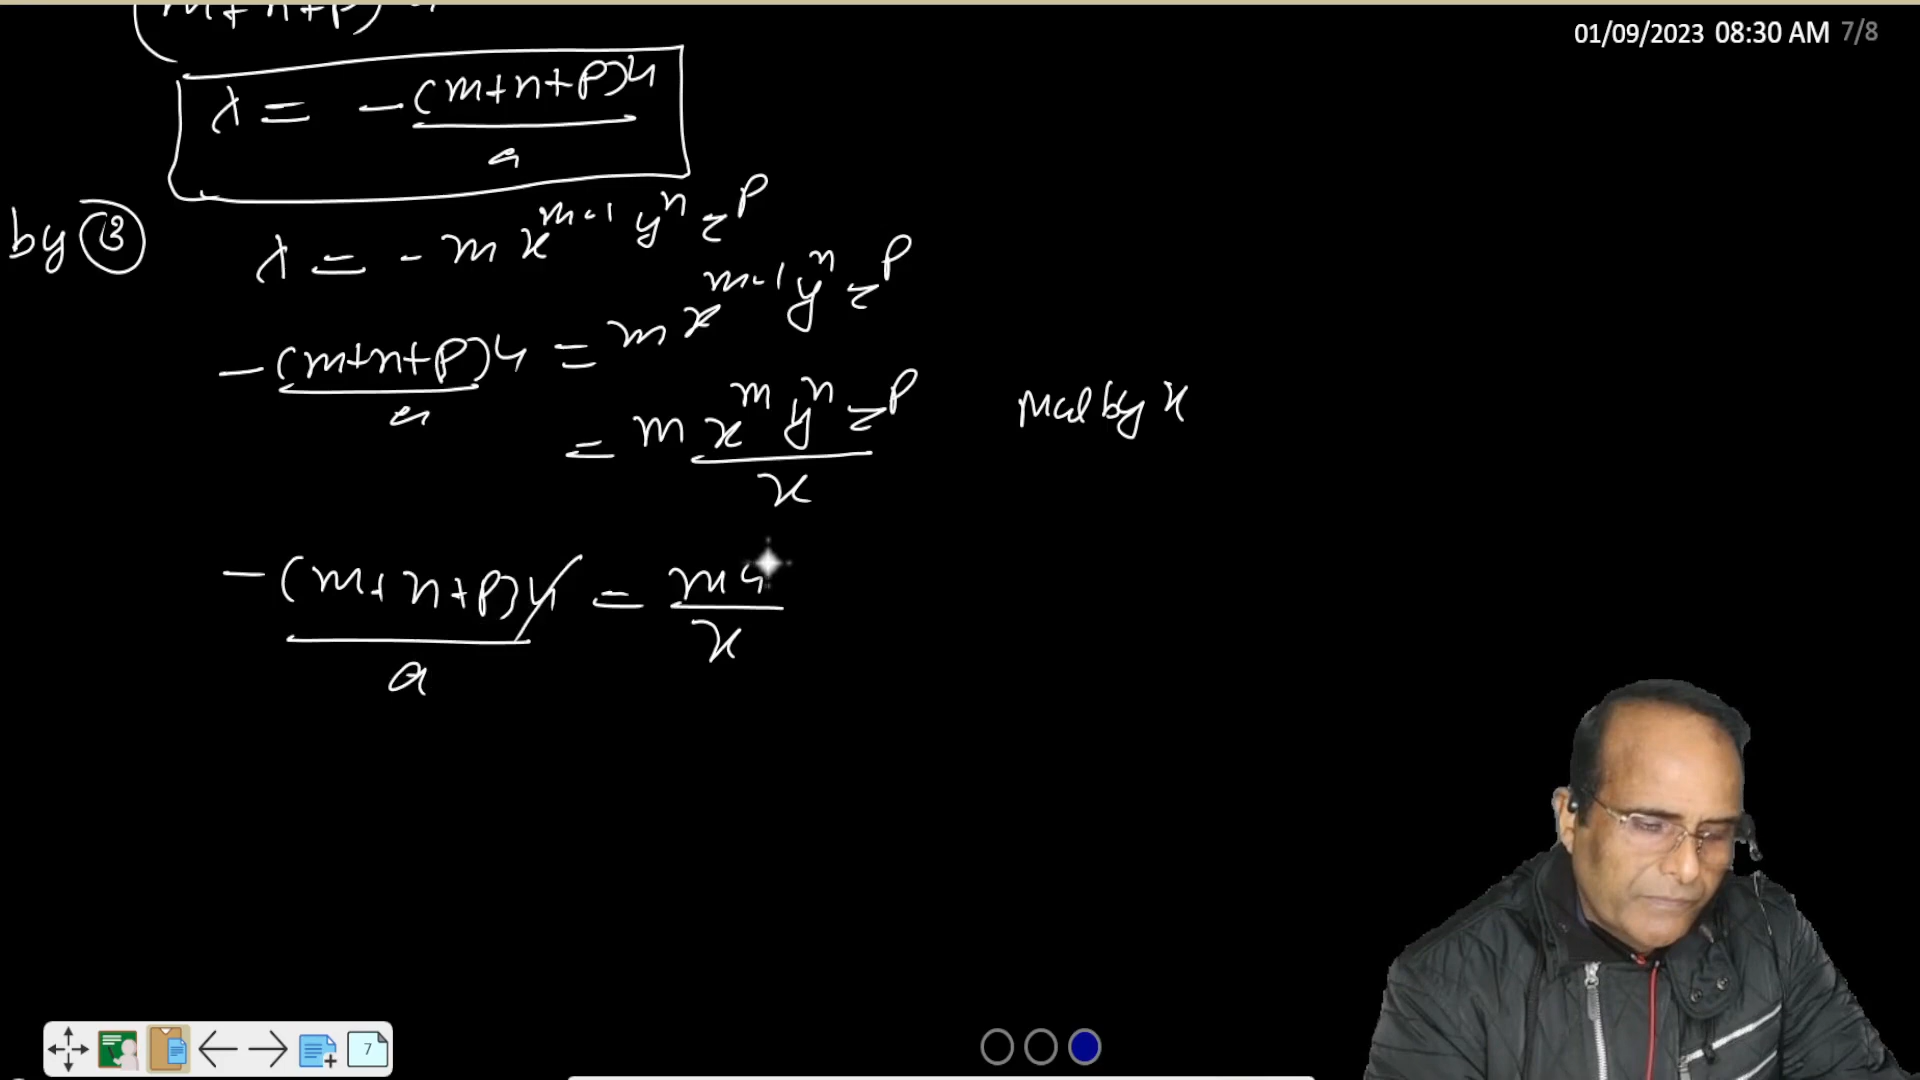 01/09/2023 08:30 AM 7/8
(m+n+p)
λ = -(m+n+p)u/a
by ③ λ = - m x^{m-1} y^n z^p
-(m+n+p)u/a = m x^{m-1} y^n z^p
= m x^m y^n z^p / x mul by x
-(m+n+p)u/a = mu/x
7